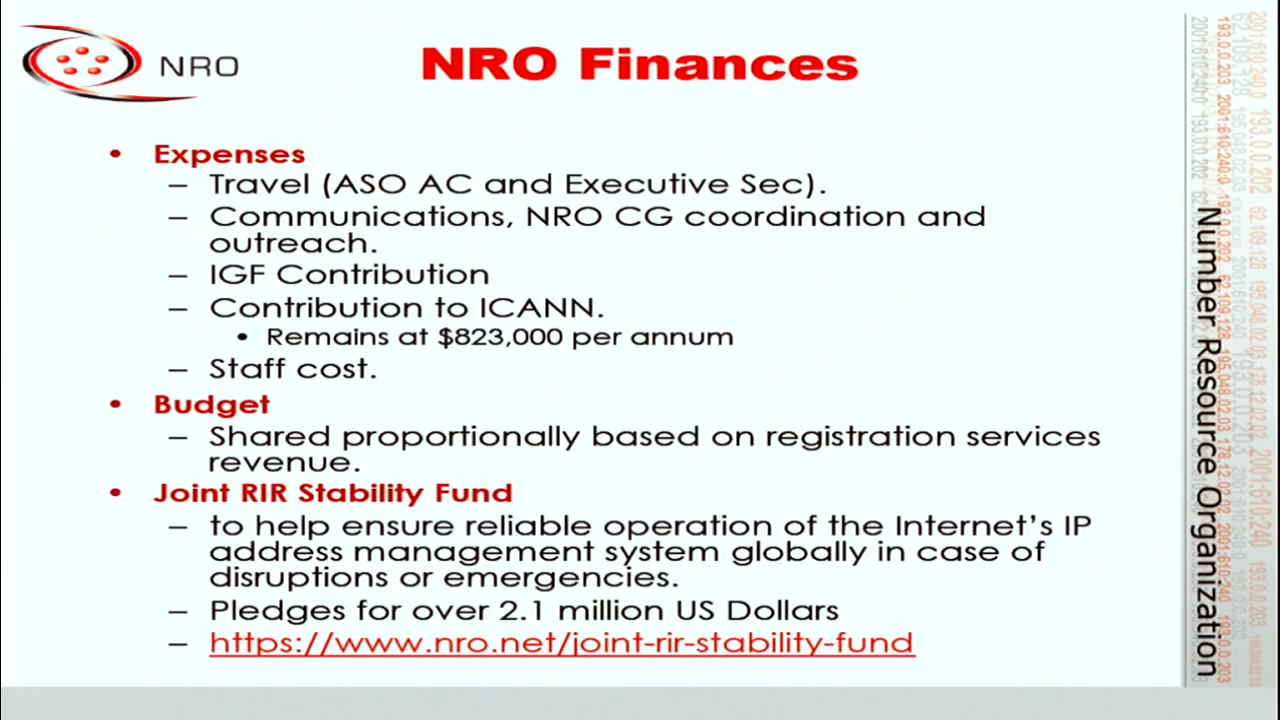 NRO
NRO Finances
• Expenses
– Travel (ASO AC and Executive Sec).
– Communications, NRO CG coordination and
outreach.
– IGF Contribution
– Contribution to ICANN.
• Remains at $823,000 per annum
– Staff cost.
• Budget
– Shared proportionally based on registration services
revenue.
• Joint RIR Stability Fund
– to help ensure reliable operation of the Internet's IP
address management system globally in case of
disruptions or emergencies.
– Pledges for over 2.1 million US Dollars
– https://www.nro.net/joint-rir-stability-fund
Number Resource Organization